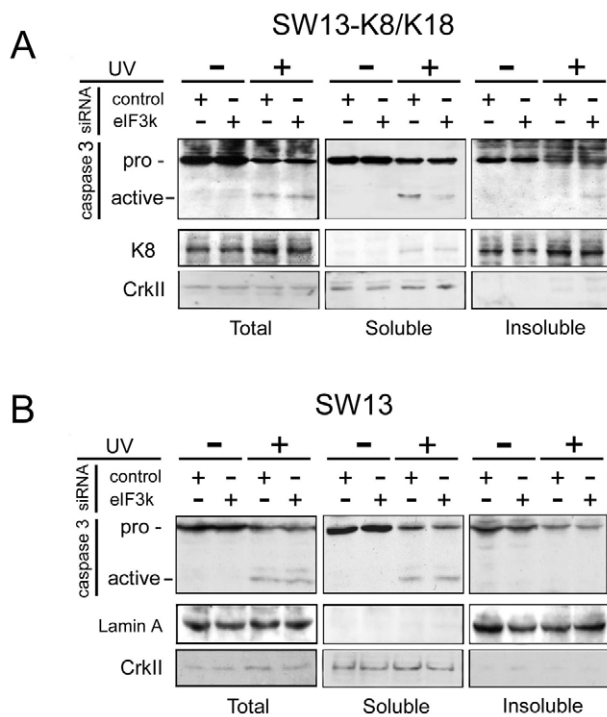 A
SW13-K8/K18
UV - + - + - +
siRNA
control + - + - + - + - + - + -
eIF3k - + - + - + - + - + - +
caspase 3
pro -
active -
K8
CrkII
Total Soluble Insoluble
B
SW13
UV - + - + - +
siRNA
control + - + - + - + - + - + -
eIF3k - + - + - + - + - + - +
caspase 3
pro -
active -
Lamin A
CrkII
Total Soluble Insoluble